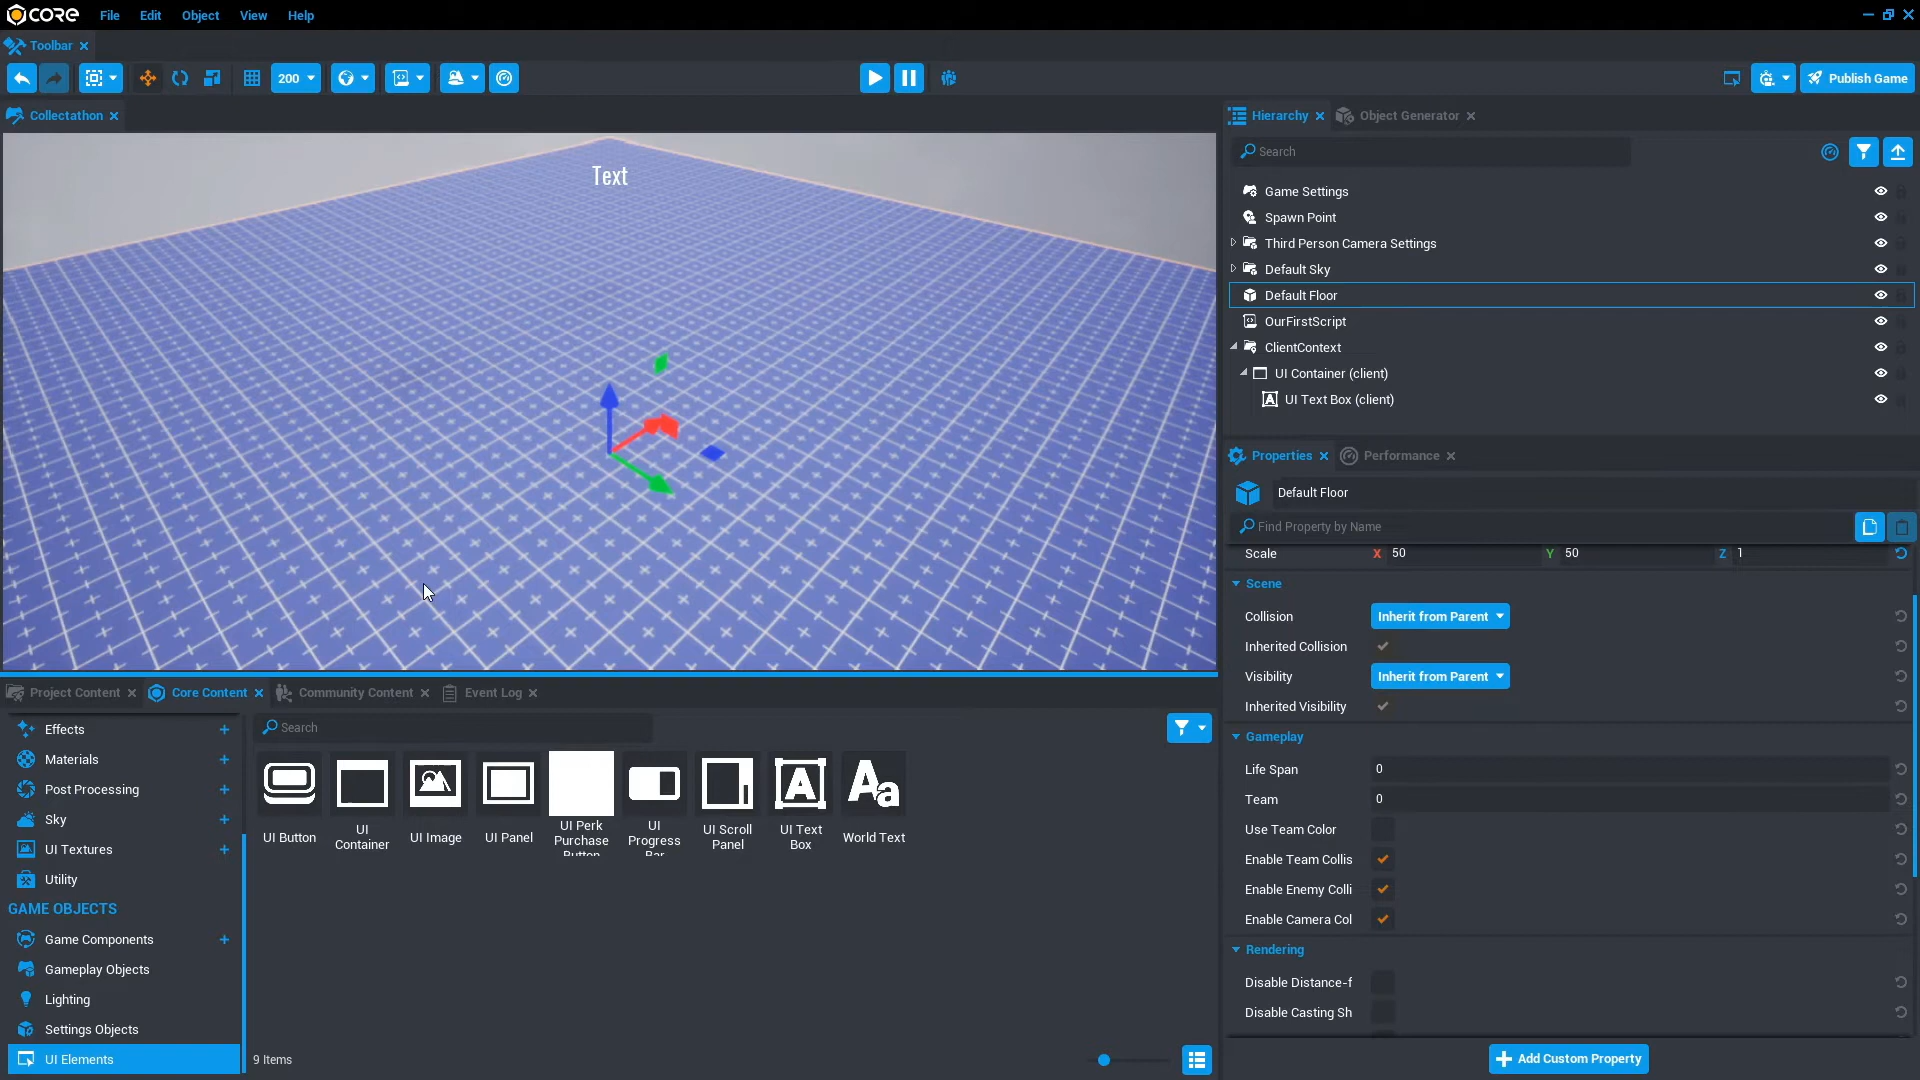 CORE File Edit Object View Help
Toolbar
200 Publish Game
Collectathon
Text
Hierarchy Object Generator
Search
Game Settings
Spawn Point
Third Person Camera Settings
Default Sky
Default Floor
OurFirstScript
ClientContext
UI Container (client)
UI Text Box (client)
Properties Performance
Default Floor
Find Property by Name
Scale X 50 Y 50 Z 1
Scene
Collision Inherit from Parent
Inherited Collision
Visibility Inherit from Parent
Inherited Visibility
Gameplay
Life Span 0
Team 0
Use Team Color
Enable Team Collis
Enable Enemy Colli
Enable Camera Col
Rendering
Disable Distance-f
Disable Casting Sh
Add Custom Property
Project Content Core Content Community Content Event Log
Effects
Materials
Post Processing
Sky
UI Textures
Utility
GAME OBJECTS
Game Components
Gameplay Objects
Lighting
Settings Objects
UI Elements
Search
UI Button
UI
Container
UI Image
UI Panel
UI Perk
Purchase
Button
UI
Progress
Bar
UI Scroll
Panel
UI Text
Box
World Text
9 Items